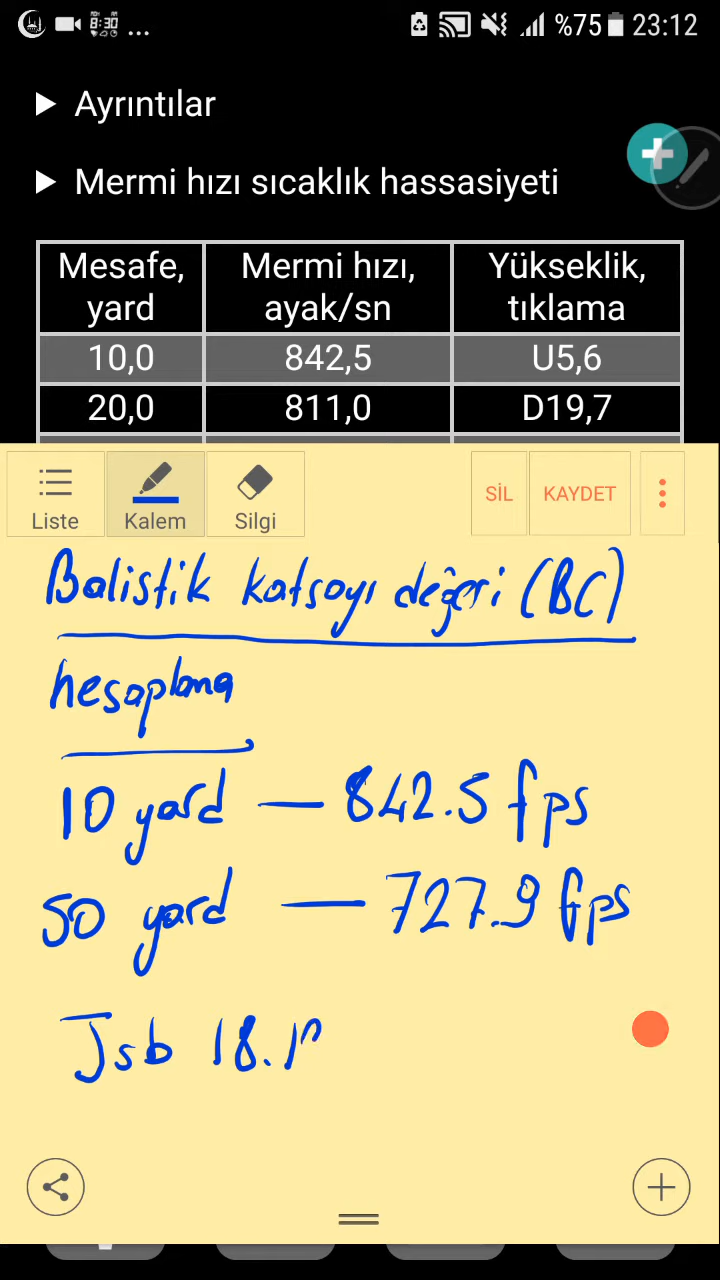 8:30 ... %75 23:12
Ayrıntılar
Mermi hızı sıcaklık hassasiyeti
Mesafe, yard Mermi hızı, ayak/sn Yükseklik, tıklama
10,0 842,5 U5,6
20,0 811,0 D19,7
Liste Kalem Silgi SİL KAYDET
Balistik katsayı değeri (BC)
hesaplama
10 yard — 842.5 fps
50 yard — 727.9 fps
Jsb 18.1